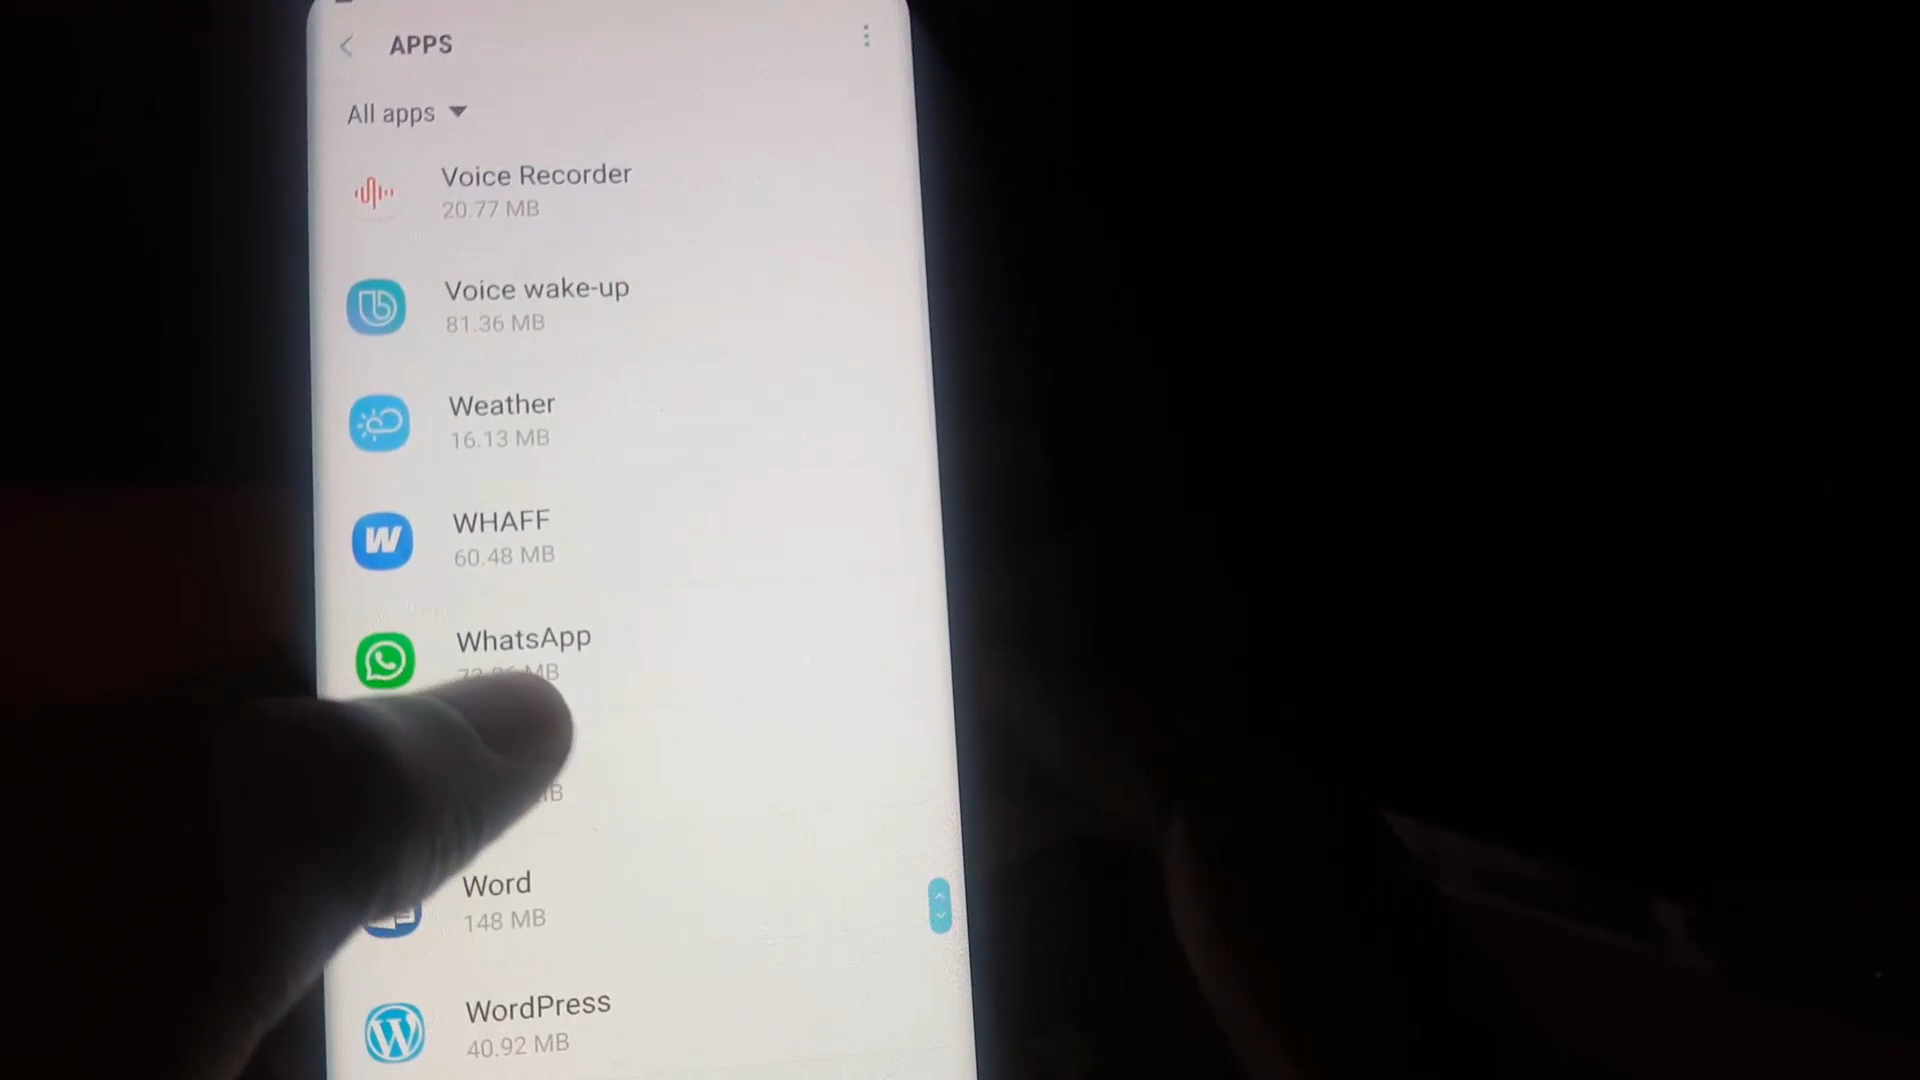 APPS
All apps
Voice Recorder
20.77 MB
Voice wake-up
81.36 MB
Weather
16.13 MB
W
WHAFF
60.48 MB
WhatsApp
MB
Word
148 MB
WordPress
40.92 MB